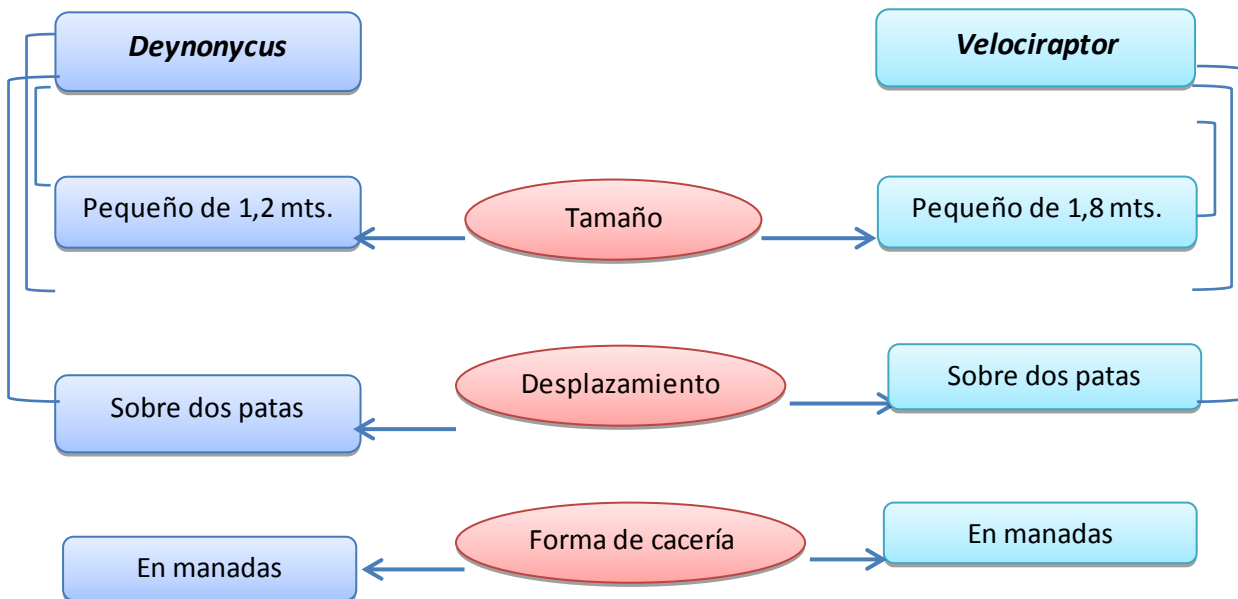 Deynonycus
Velociraptor
Pequeño de 1,2 mts.
Tamaño
Pequeño de 1,8 mts.
Sobre dos patas
Desplazamiento
Sobre dos patas
En manadas
Forma de cacería
En manadas